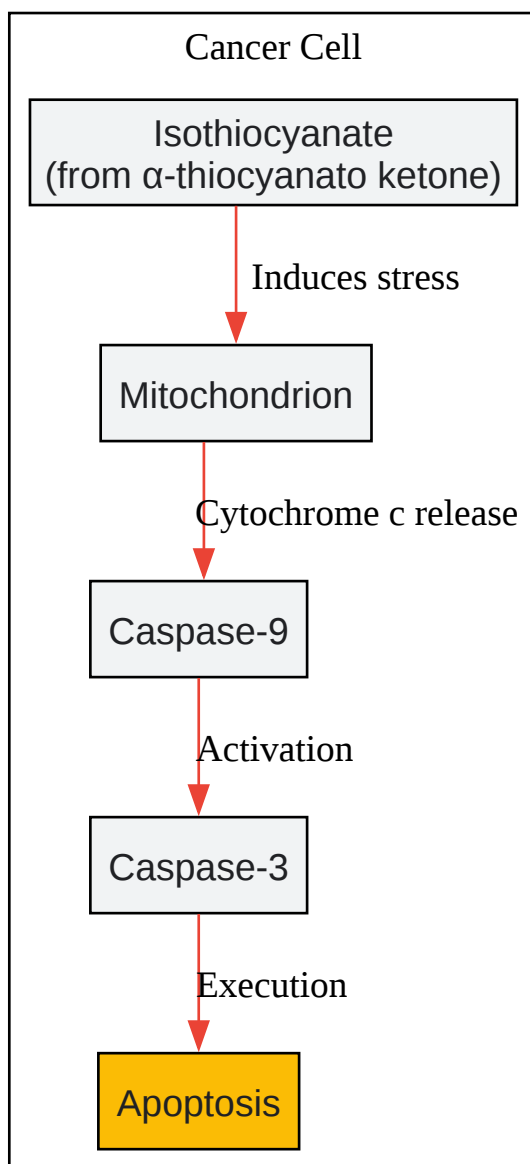 Cancer Cell
Isothiocyanate
(from α-thiocyanato ketone)
Induces stress
Mitochondrion
Cytochrome c release
Caspase-9
Activation
Caspase-3
Execution
Apoptosis